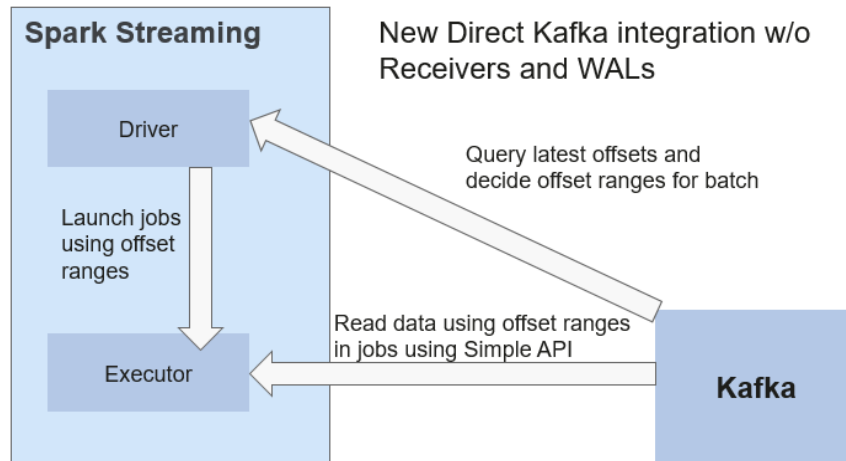 Spark Streaming
New Direct Kafka integration w/o
Receivers and WALs
Driver
Query latest offsets and
decide offset ranges for batch
Launch jobs
using offset
ranges
Read data using offset ranges
in jobs using Simple API
Executor
Kafka